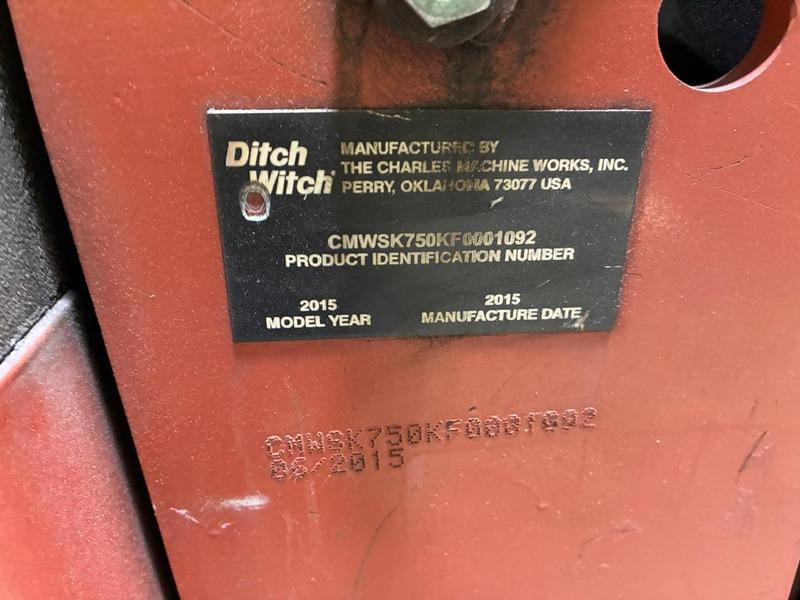 Ditch
Witch®
MANUFACTURED BY
THE CHARLES MACHINE WORKS, INC.
PERRY, OKLAHOMA 73077 USA
CMWSK750KF0001092
PRODUCT IDENTIFICATION NUMBER
2015
MODEL YEAR
2015
MANUFACTURE DATE
CMWSK750KF0001092
06/2015